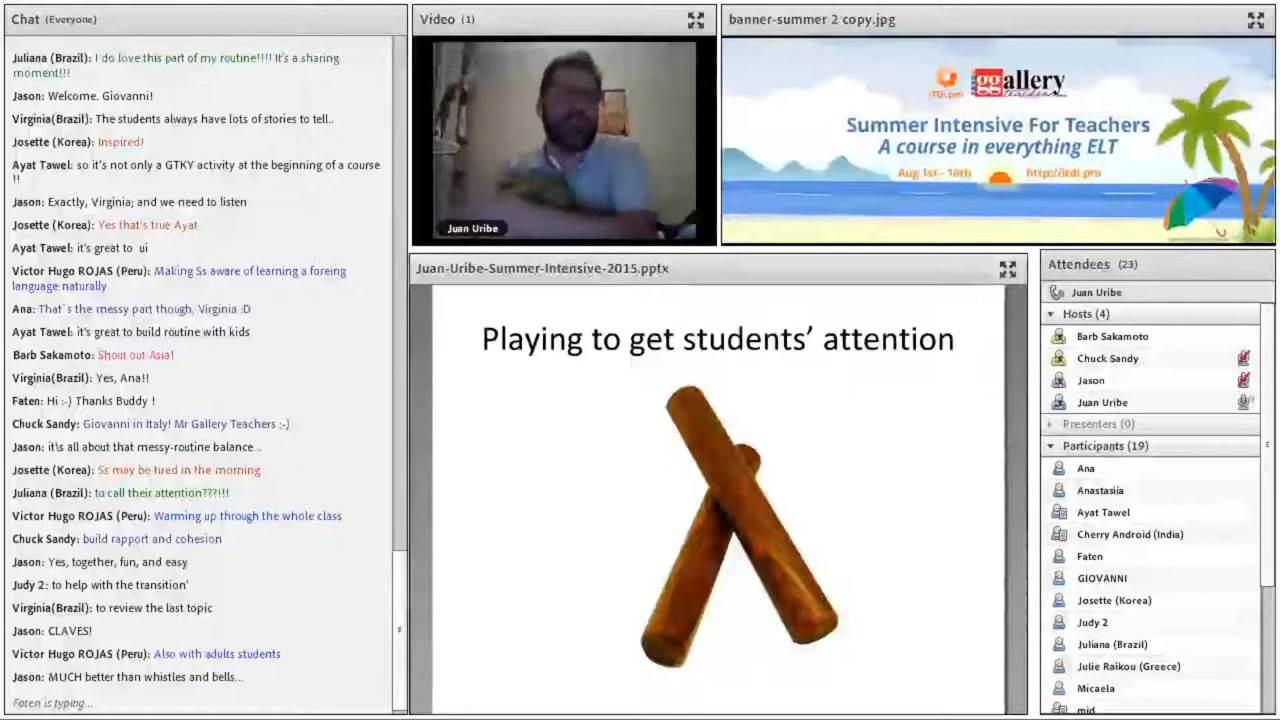 Chat (Everyone)
Juliana (Brazil): I do love this part of my routine!!!! It's a sharing
moment!!!
Jason: Welcome. Giovanni!
Virginia(Brazil): The students always have lots of stories to tell..
Josette (Korea): Inspired!
Ayat Tawel: so it's not only a GTKY activity at the beginning of a course
!!
Jason: Exactly, Virginia; and we need to listen
Josette (Korea): Yes that's true Ayat
Ayat Tawel: it's great to ui
Victor Hugo ROJAS (Peru): Making Ss aware of learning a foreing
language naturally
Ana: That`s the messy part though, Virginia :D
Ayat Tawel: it's great to build routine with kids
Barb Sakamoto: Shout out Asia!
Virginia(Brazil): Yes, Ana!!
Faten: Hi :-) Thanks Buddy !
Chuck Sandy: Giovanni in Italy! Mr Gallery Teachers :-)
Jason: it\s all about that messy-routine balance...
Josette (Korea): Ss may be tired in the morning
Juliana (Brazil): to call their attention???!!!
Victor Hugo ROJAS (Peru): Warming up through the whole class
Chuck Sandy: build rapport and cohesion
Jason: Yes, together, fun, and easy
Judy 2: to help with the transition'
Virginia(Brazil): to review the last topic
Jason: CLAVES!
Victor Hugo ROJAS (Peru): Also with adults students
Jason: MUCH better than whistles and bells...
Faten is typing...
Video (1)
Juan Uribe
banner-summer 2 copy.jpg
iTDi.pro ggallery
teachers
Summer Intensive For Teachers
A course in everything ELT
Aug 1st - 18th http://itdi.pro
Juan-Uribe-Summer-Intensive-2015.pptx
Playing to get students’ attention
Attendees (23)
Juan Uribe
Hosts (4)
Barb Sakamoto
Chuck Sandy
Jason
Juan Uribe
Presenters (0)
Participants (19)
Ana
Anastasiia
Ayat Tawel
Cherry Android (India)
Faten
GIOVANNI
Josette (Korea)
Judy 2
Juliana (Brazil)
Julie Raikou (Greece)
Micaela
mid